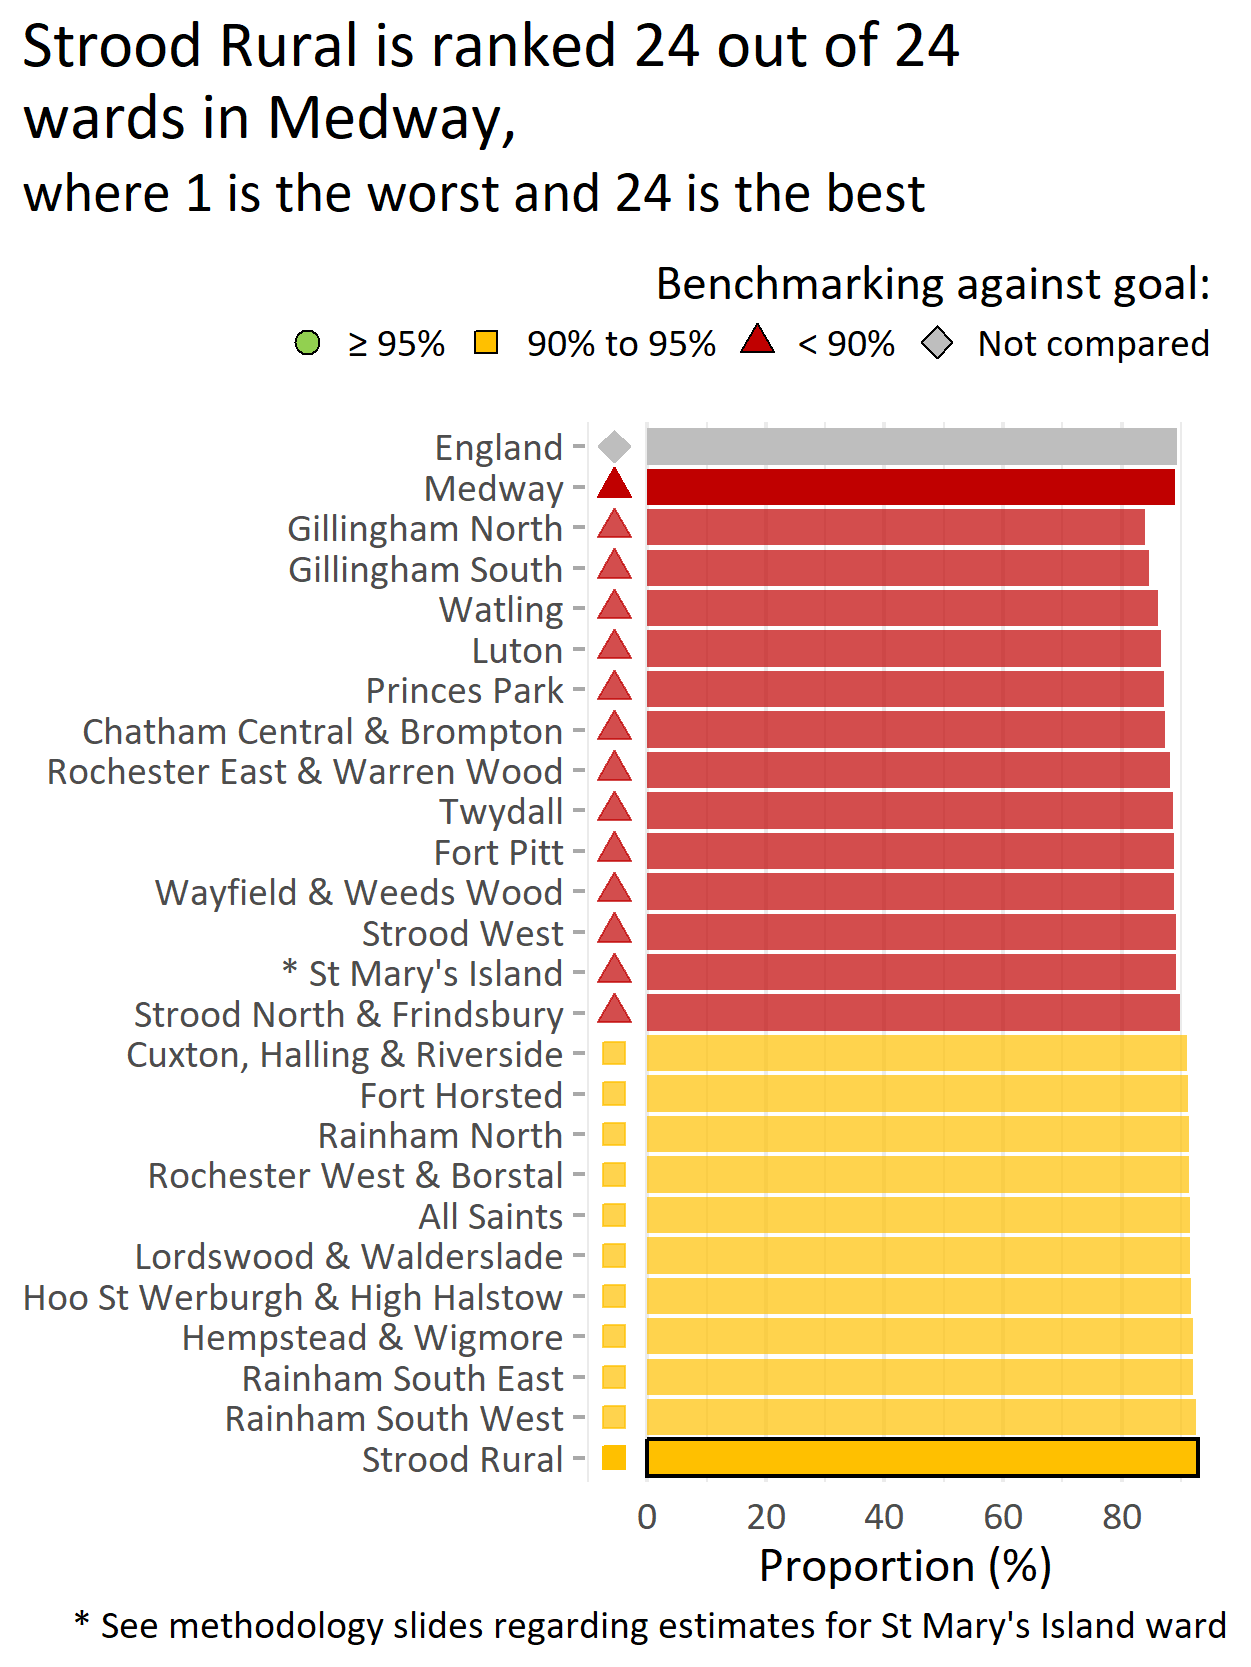 Strood Rural is ranked 24 out of 24
wards in Medway,
where 1 is the worst and 24 is the best
Benchmarking against goal:
≥ 95% 90% to 95% < 90% Not compared
England
Medway
Gillingham North
Gillingham South
Watling
Luton
Princes Park
Chatham Central & Brompton
Rochester East & Warren Wood
Twydall
Fort Pitt
Wayfield & Weeds Wood
Strood West
* St Mary's Island
Strood North & Frindsbury
Cuxton, Halling & Riverside
Fort Horsted
Rainham North
Rochester West & Borstal
All Saints
Lordswood & Walderslade
Hoo St Werburgh & High Halstow
Hempstead & Wigmore
Rainham South East
Rainham South West
Strood Rural
0 20 40 60 80
Proportion (%)
* See methodology slides regarding estimates for St Mary's Island ward